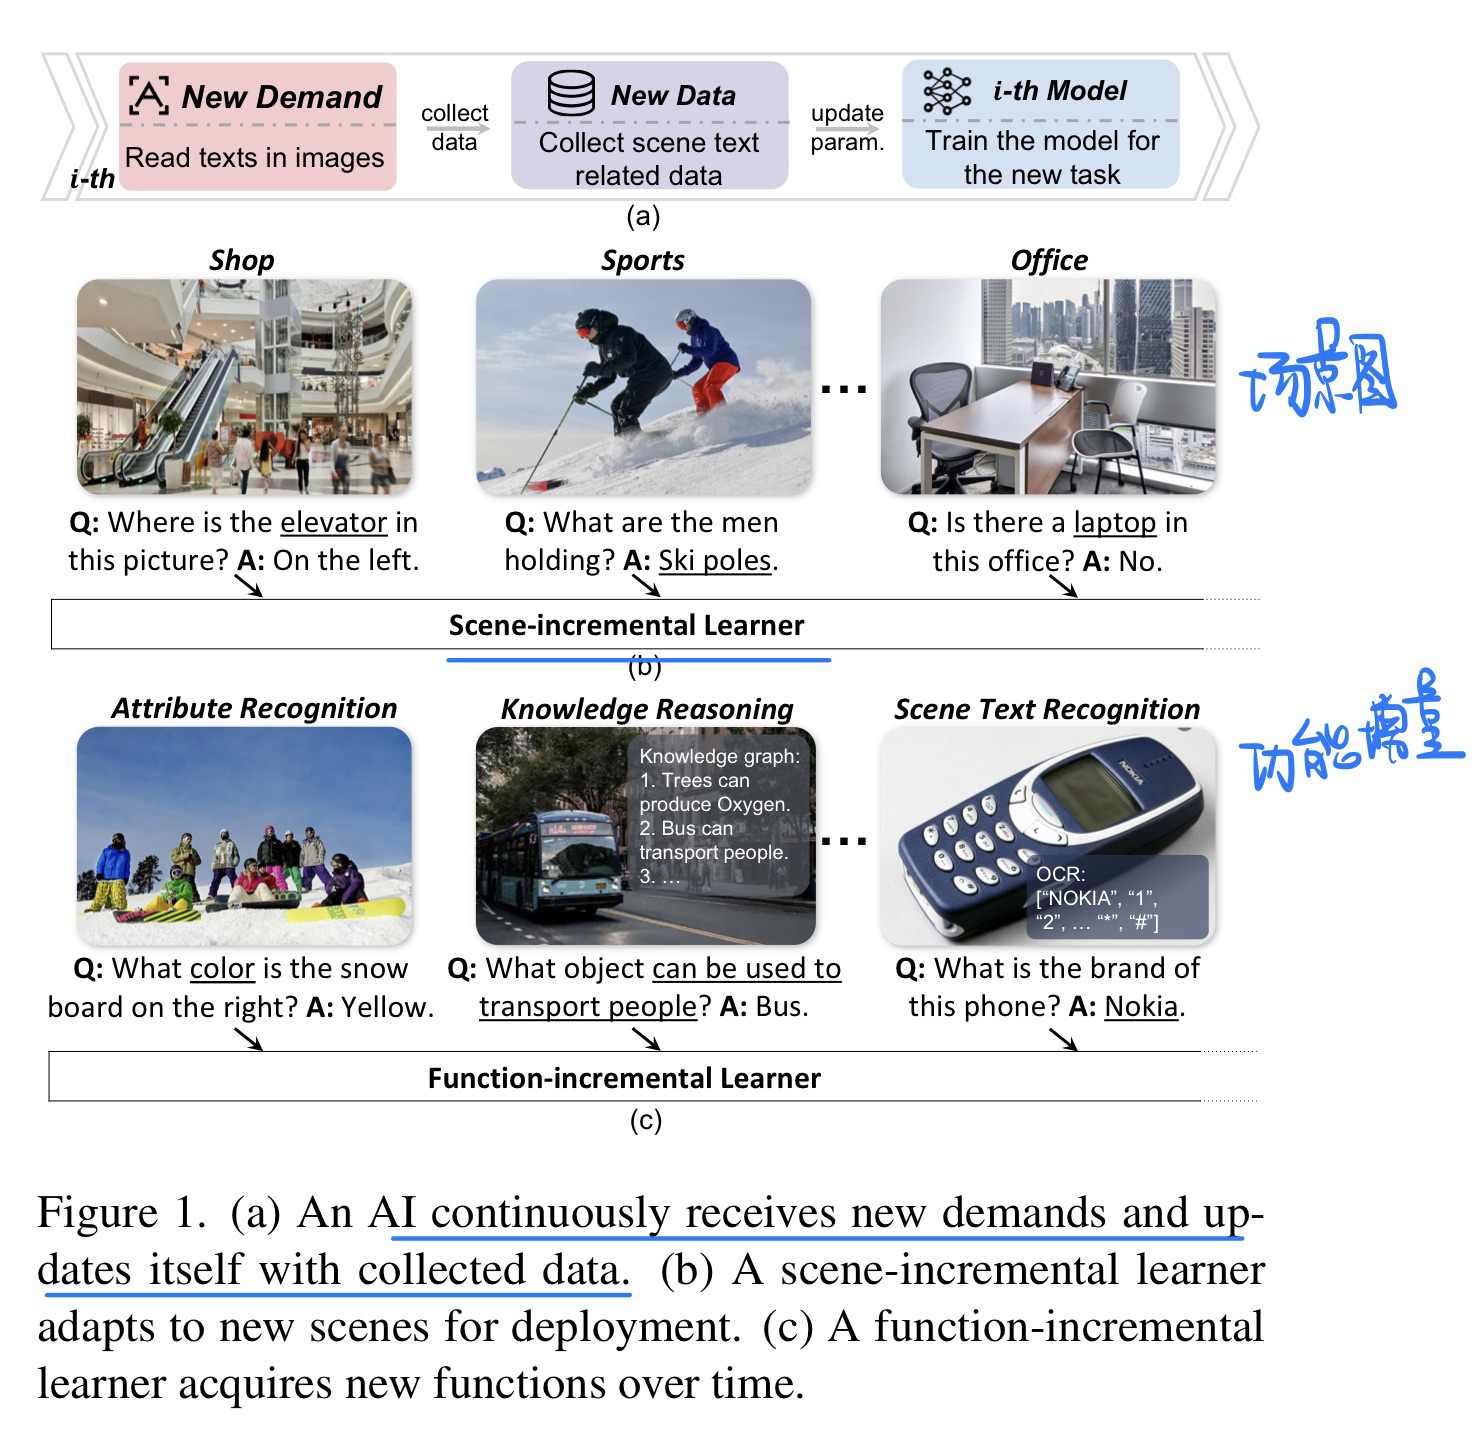 New Demand
Read texts in images
i-th
collect
data
New Data
Collect scene text
related data
update
param.
i-th Model
Train the model for
the new task
(a)
Shop
Sports
Office
...
场景图
Q: Where is the elevator in
this picture? A: On the left.
Q: What are the men
holding? A: Ski poles.
Q: Is there a laptop in
this office? A: No.
Scene-incremental Learner
(b)
Attribute Recognition
Knowledge Reasoning
Scene Text Recognition
功能增量
Knowledge graph:
1. Trees can
produce Oxygen.
2. Bus can
transport people.
3. ...
...
NOKIA
OCR:
["NOKIA", "1",
"2", ... "*", "#"]
Q: What color is the snow
board on the right? A: Yellow.
Q: What object can be used to
transport people? A: Bus.
Q: What is the brand of
this phone? A: Nokia.
Function-incremental Learner
(c)
Figure 1. (a) An AI continuously receives new demands and up-
dates itself with collected data. (b) A scene-incremental learner
adapts to new scenes for deployment. (c) A function-incremental
learner acquires new functions over time.